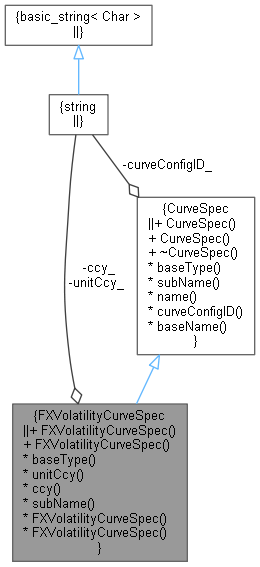 {basic_string< Char >
||}
{string
||}
-curveConfigID_
-ccy_
-unitCcy_
{CurveSpec
||+ CurveSpec()
+ CurveSpec()
+ ~CurveSpec()
* baseType()
* subName()
* name()
* curveConfigID()
* baseName()
}
{FXVolatilityCurveSpec
||+ FXVolatilityCurveSpec()
+ FXVolatilityCurveSpec()
* baseType()
* unitCcy()
* ccy()
* subName()
* FXVolatilityCurveSpec()
* FXVolatilityCurveSpec()
}